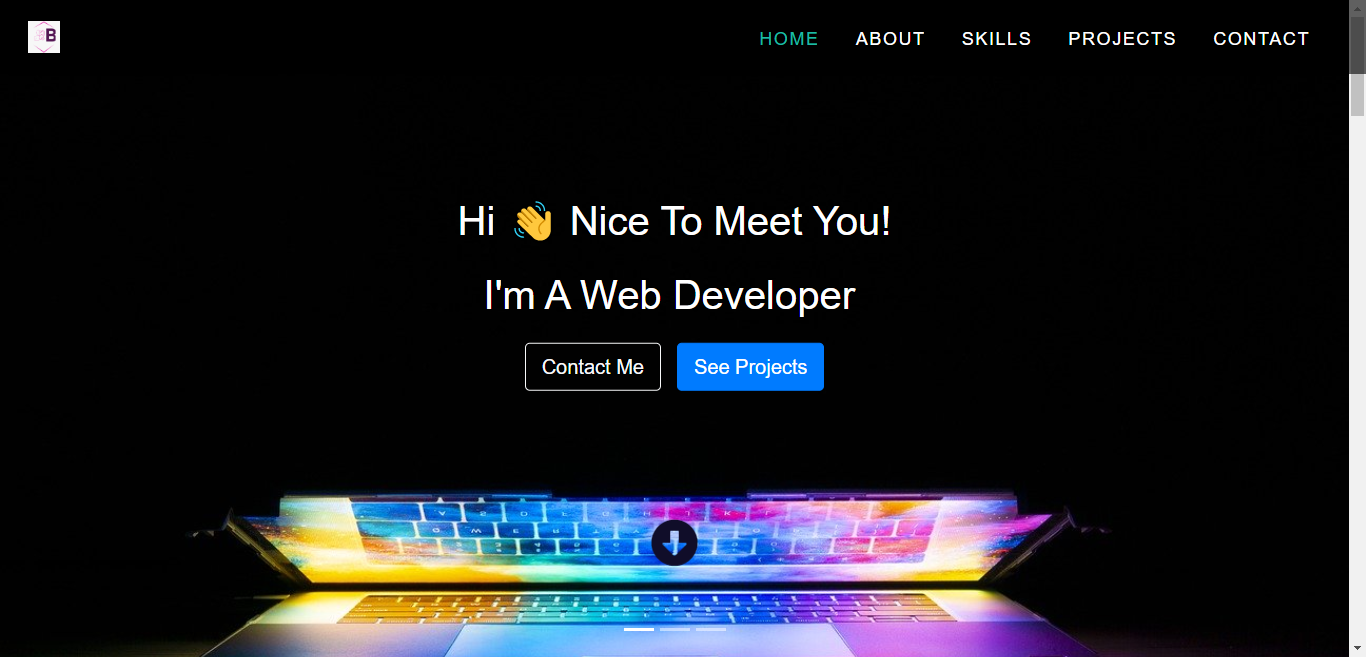 B
HOME ABOUT SKILLS PROJECTS CONTACT
Hi 👋 Nice To Meet You!
I'm A Web Developer
Contact Me See Projects